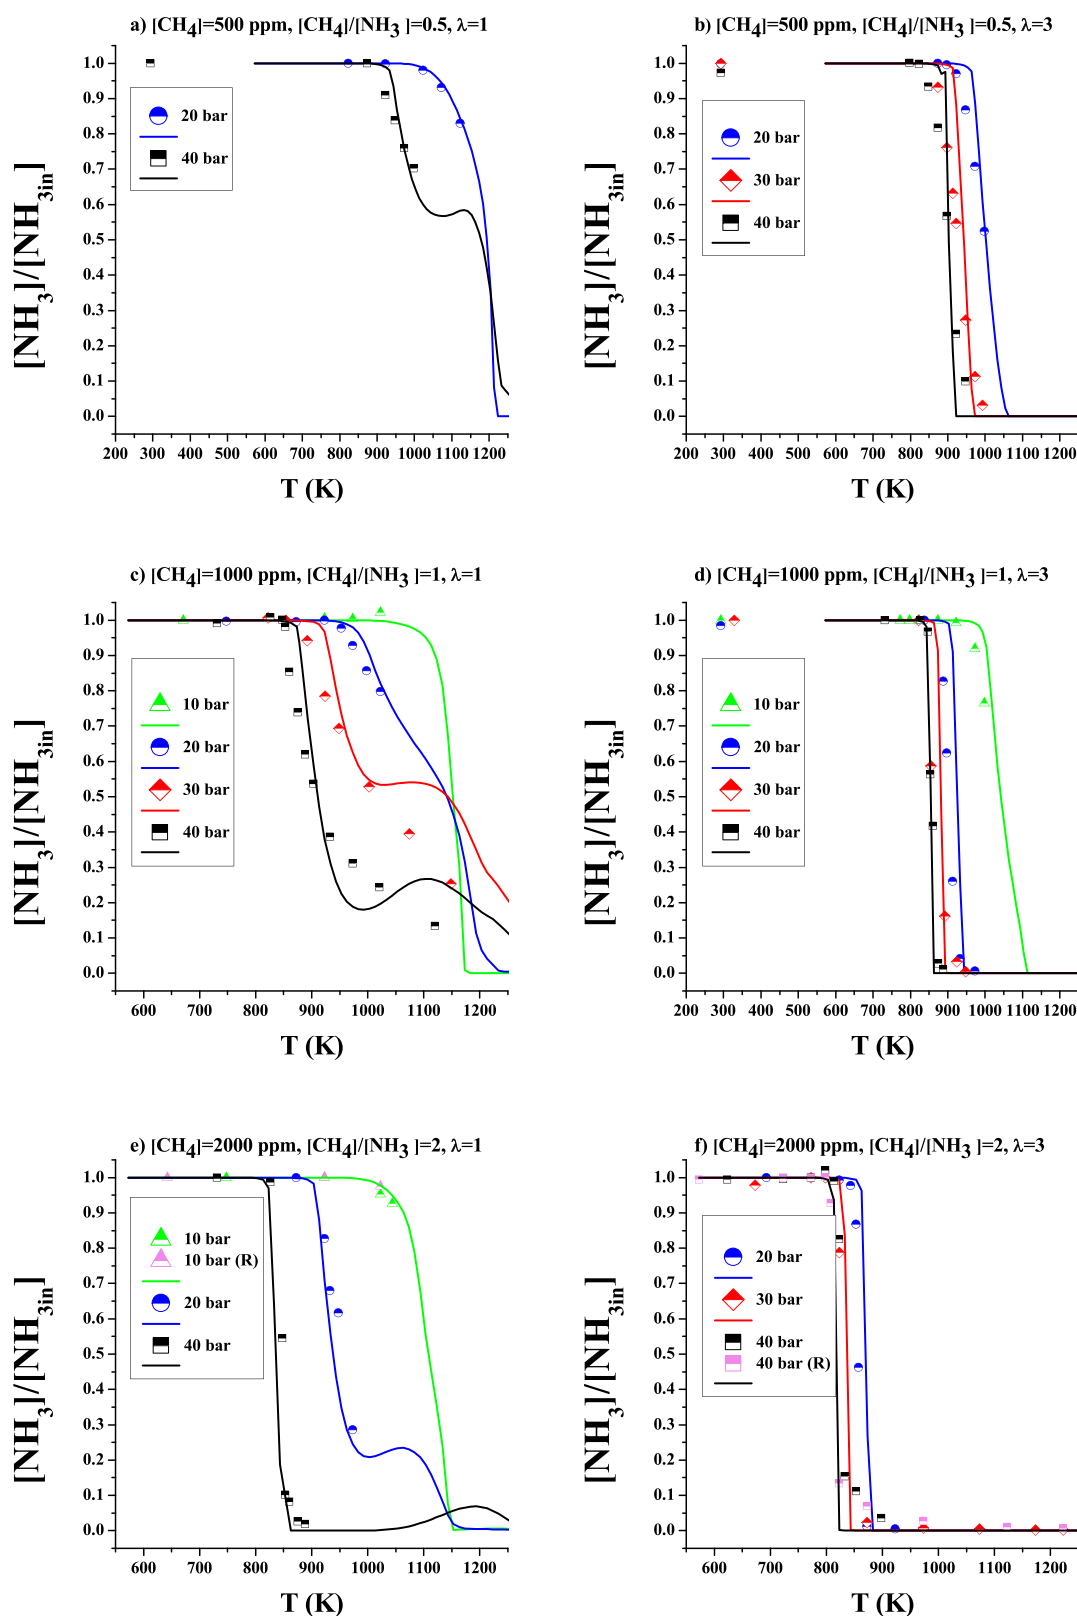 a) [CH4]=500 ppm, [CH4]/[NH3 ]=0.5, λ=1
1.0
0.9
0.8
0.7
0.6
0.5
0.4
0.3
0.2
0.1
0.0
[NH3]/[NH3in]
20 bar
40 bar
200 300 400 500 600 700 800 900 1000 1100 1200
T (K)
b) [CH4]=500 ppm, [CH4]/[NH3 ]=0.5, λ=3
1.0
0.9
0.8
0.7
0.6
0.5
0.4
0.3
0.2
0.1
0.0
[NH3]/[NH3in]
20 bar
30 bar
40 bar
200 300 400 500 600 700 800 900 1000 1100 1200
T (K)
c) [CH4]=1000 ppm, [CH4]/[NH3 ]=1, λ=1
1.0
0.9
0.8
0.7
0.6
0.5
0.4
0.3
0.2
0.1
0.0
[NH3]/[NH3in]
10 bar
20 bar
30 bar
40 bar
600 700 800 900 1000 1100 1200
T (K)
d) [CH4]=1000 ppm, [CH4]/[NH3 ]=1, λ=3
1.0
0.9
0.8
0.7
0.6
0.5
0.4
0.3
0.2
0.1
0.0
[NH3]/[NH3in]
10 bar
20 bar
30 bar
40 bar
200 300 400 500 600 700 800 900 1000 1100 1200
T (K)
e) [CH4]=2000 ppm, [CH4]/[NH3 ]=2, λ=1
1.0
0.9
0.8
0.7
0.6
0.5
0.4
0.3
0.2
0.1
0.0
[NH3]/[NH3in]
10 bar
10 bar (R)
20 bar
40 bar
600 700 800 900 1000 1100 1200
T (K)
f) [CH4]=2000 ppm, [CH4]/[NH3 ]=2, λ=3
1.0
0.9
0.8
0.7
0.6
0.5
0.4
0.3
0.2
0.1
0.0
[NH3]/[NH3in]
20 bar
30 bar
40 bar
40 bar (R)
600 700 800 900 1000 1100 1200
T (K)